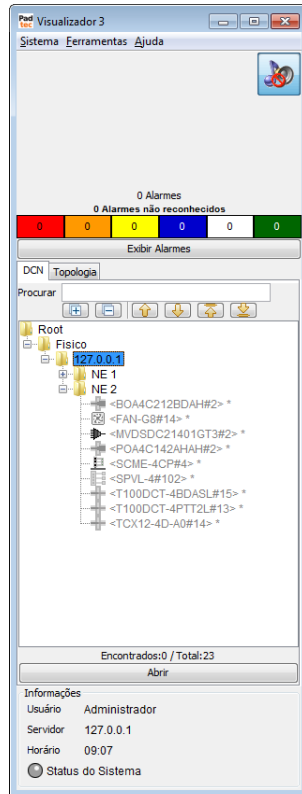 Pad tec Visualizador 3
Sistema Ferramentas Ajuda
0 Alarmes
0 Alarmes não reconhecidos
0 0 0 0 0 0
Exibir Alarmes
DCN Topologia
Procurar
Root
Fisico
127.0.0.1
NE 1
NE 2
<BOA4C212BDAH#2> *
<FAN-G8#14> *
<MVDSDC21401GT3#2> *
<POA4C142AHAH#2> *
<SCME-4CP#4> *
<SPVL-4#102> *
<T100DCT-4BDASL#15> *
<T100DCT-4PTT2L#13> *
<TCX12-4D-A0#14> *
Encontrados:0 / Total:23
Abrir
Informações
Usuário Administrador
Servidor 127.0.0.1
Horário 09:07
Status do Sistema